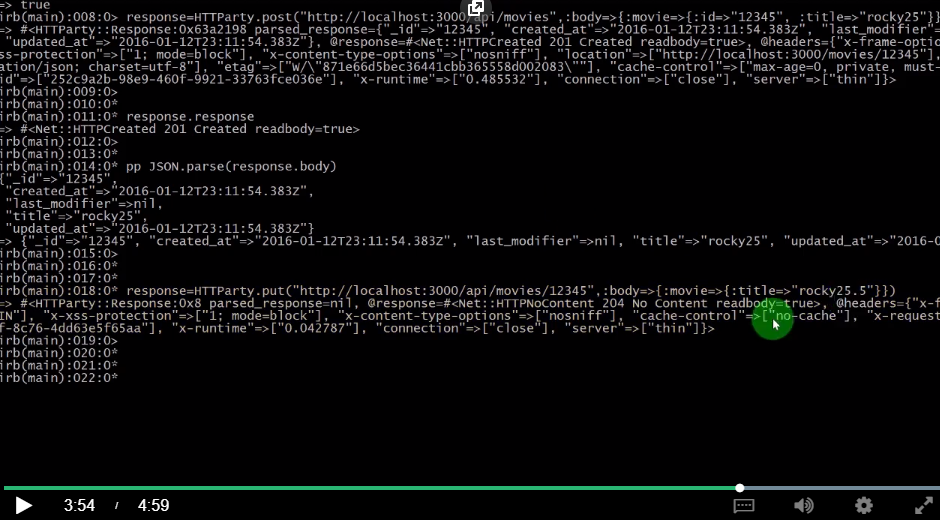 => true
irb(main):008:0> response=HTTParty.post("http://localhost:3000/api/movies",:body=>{:movie=>{:id=>"12345", :title=>"rocky25"}}
=> #<HTTParty::Response:0x63a2198 parsed_response={"_id"=>"12345", "created_at"=>"2016-01-12T23:11:54.383Z", "last_modifier"=
"updated_at"=>"2016-01-12T23:11:54.383Z"}, @response=#<Net::HTTPCreated 201 Created readbody=true>, @headers={"x-frame-optio
ss-protection"=>["1; mode=block"], "x-content-type-options"=>["nosniff"], "location"=>["http://localhost:3000/movies/12345"],
ation/json; charset=utf-8"], "etag"=>["W/\"871e66d5bec36441cbb365558d002083\""], "cache-control"=>["max-age=0, private, must-
id"=>["252c9a2b-98e9-460f-9921-33763fce036e"], "x-runtime"=>["0.485532"], "connection"=>["close"], "server"=>["thin"]}>
irb(main):009:0>
irb(main):010:0*
irb(main):011:0* response.response
=> #<Net::HTTPCreated 201 Created readbody=true>
irb(main):012:0>
irb(main):013:0*
irb(main):014:0* pp JSON.parse(response.body)
{"_id"=>"12345",
"created_at"=>"2016-01-12T23:11:54.383Z",
"last_modifier"=>nil,
"title"=>"rocky25",
"updated_at"=>"2016-01-12T23:11:54.383Z"}
=> {"_id"=>"12345", "created_at"=>"2016-01-12T23:11:54.383Z", "last_modifier"=>nil, "title"=>"rocky25", "updated_at"=>"2016-0
irb(main):015:0>
irb(main):016:0*
irb(main):017:0*
irb(main):018:0* response=HTTParty.put("http://localhost:3000/api/movies/12345",:body=>{:movie=>{:title=>"rocky25.5"}})
=> #<HTTParty::Response:0x8 parsed_response=nil, @response=#<Net::HTTPNoContent 204 No Content readbody=true>, @headers={"x-f
IN"], "x-xss-protection"=>["1; mode=block"], "x-content-type-options"=>["nosniff"], "cache-control"=>["no-cache"], "x-request
f-8c76-4dd63e5f65aa"], "x-runtime"=>["0.042787"], "connection"=>["close"], "server"=>["thin"]}>
irb(main):019:0>
irb(main):020:0*
irb(main):021:0*
irb(main):022:0*
3:54 / 4:59